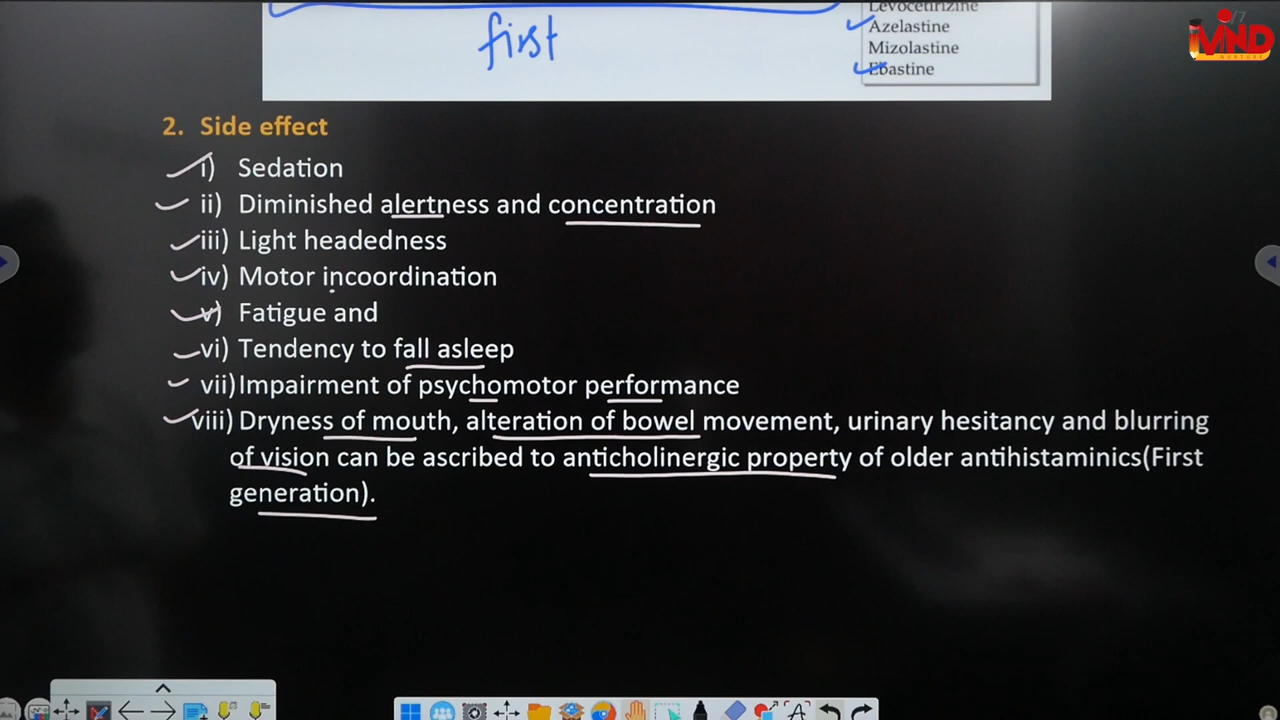 Levocetirizine
first
Azelastine
Mizolastine
Ebastine
/7
MIND
NURTURE
2. Side effect
i) Sedation
ii) Diminished alertness and concentration
iii) Light headedness
iv) Motor incoordination
v) Fatigue and
vi) Tendency to fall asleep
vii) Impairment of psychomotor performance
viii) Dryness of mouth, alteration of bowel movement, urinary hesitancy and blurring
of vision can be ascribed to anticholinergic property of older antihistaminics(First
generation).